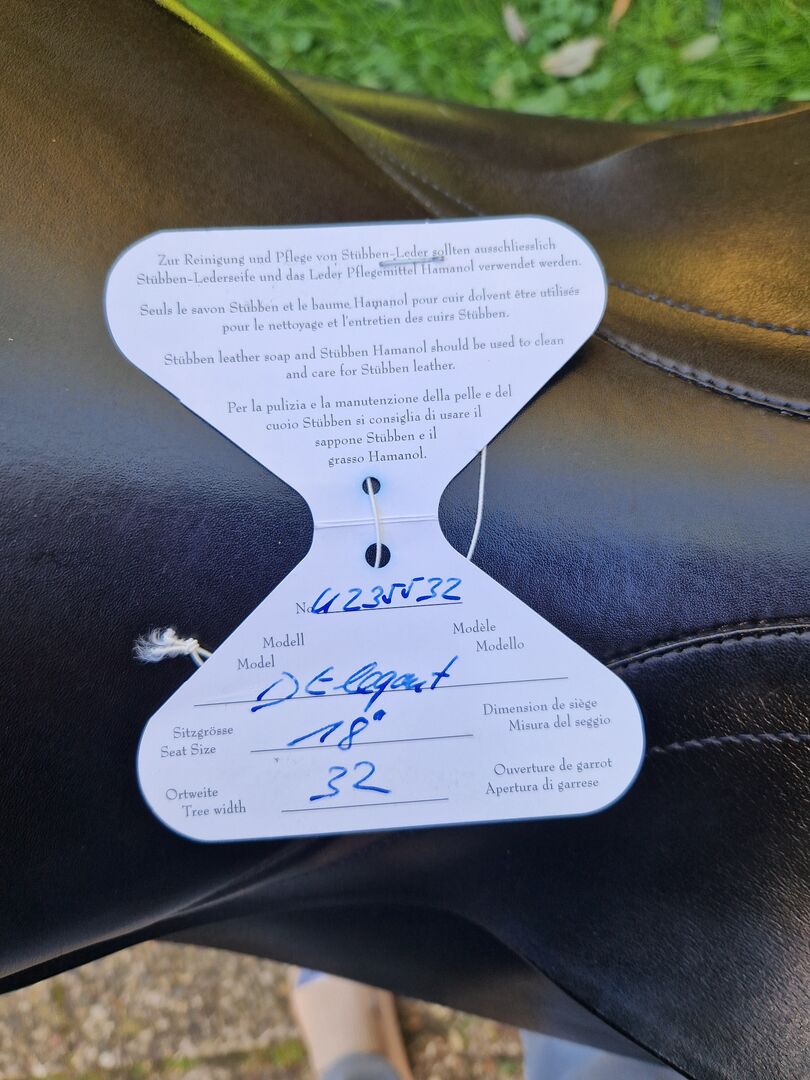 Zur Reinigung und Pflege von Stübben-Leder sollten ausschliesslich
Stübben-Lederseife und das Leder Pflegemittel Hamanol verwendet werden.
Seuls le savon Stübben et le baume Hamanol pour cuir dolvent être utilisés
pour le nettoyage et l'entretien des cuirs Stübben.
Stübben leather soap and Stübben Hamanol should be used to clean
and care for Stübben leather.
Per la pulizia e la manutenzione della pelle e del
cuoio Stübben si consiglia di usare il
sappone Stübben e il
grasso Hamanol.
No 4235532
Modell Modèle
Model Modello
D Elegant
Sitzgrösse 18" Dimension de siège
Seat Size Misura del seggio
Ortweite 32 Ouverture de garrot
Tree width Apertura di garrese